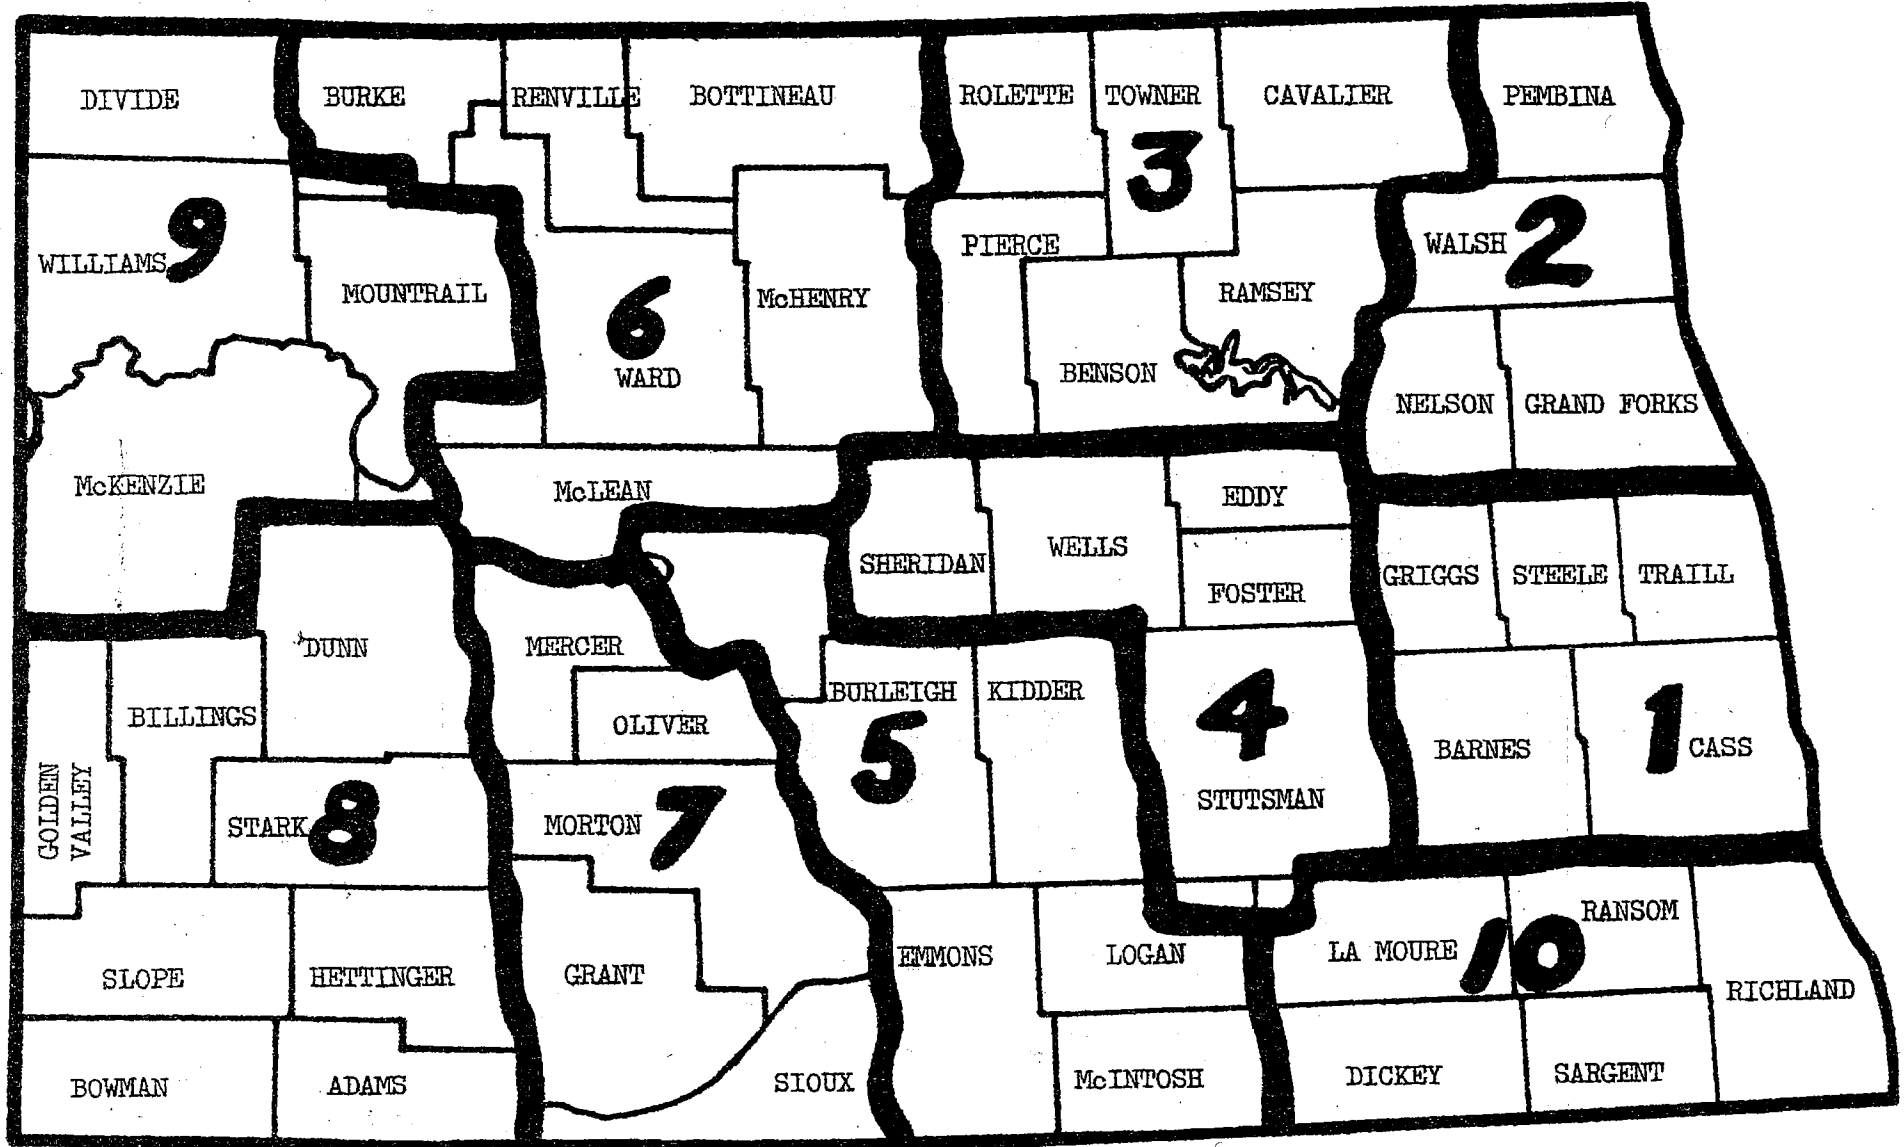 DIVIDE
BURKE
RENVILLE
BOTTINEAU
ROLETTE
TOWNER
CAVALIER
PEMBINA
3
9
WILLIAMS
MOUNTRAIL
6
WARD
McHENRY
PIERCE
RAMSEY
BENSON
WALSH
2
NELSON
GRAND FORKS
McKENZIE
McLEAN
SHERIDAN
WELLS
EDDY
FOSTER
GRIGGS
STEELE
TRAILL
DUNN
MERCER
OLIVER
BURLEIGH
KIDDER
5
4
STUTSMAN
BARNES
1
CASS
GOLDEN
VALLEY
BILLINGS
STARK
8
MORTON
7
SLOPE
HETTINGER
GRANT
EMMONS
LOGAN
LA MOURE
10
RANSOM
RICHLAND
BOWMAN
ADAMS
SIOUX
McINTOSH
DICKEY
SARGENT